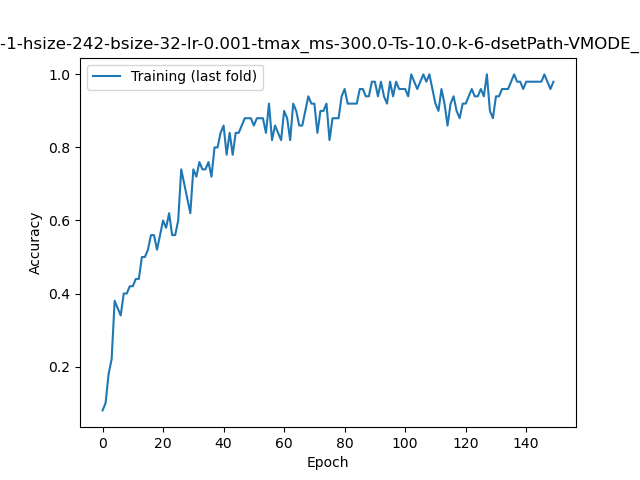 -1-hsize-242-bsize-32-lr-0.001-tmax_ms-300.0-Ts-10.0-k-6-dsetPath-VMODE_
Training (last fold)
1.0
0.8
0.6
0.4
0.2
Accuracy
0 20 40 60 80 100 120 140
Epoch